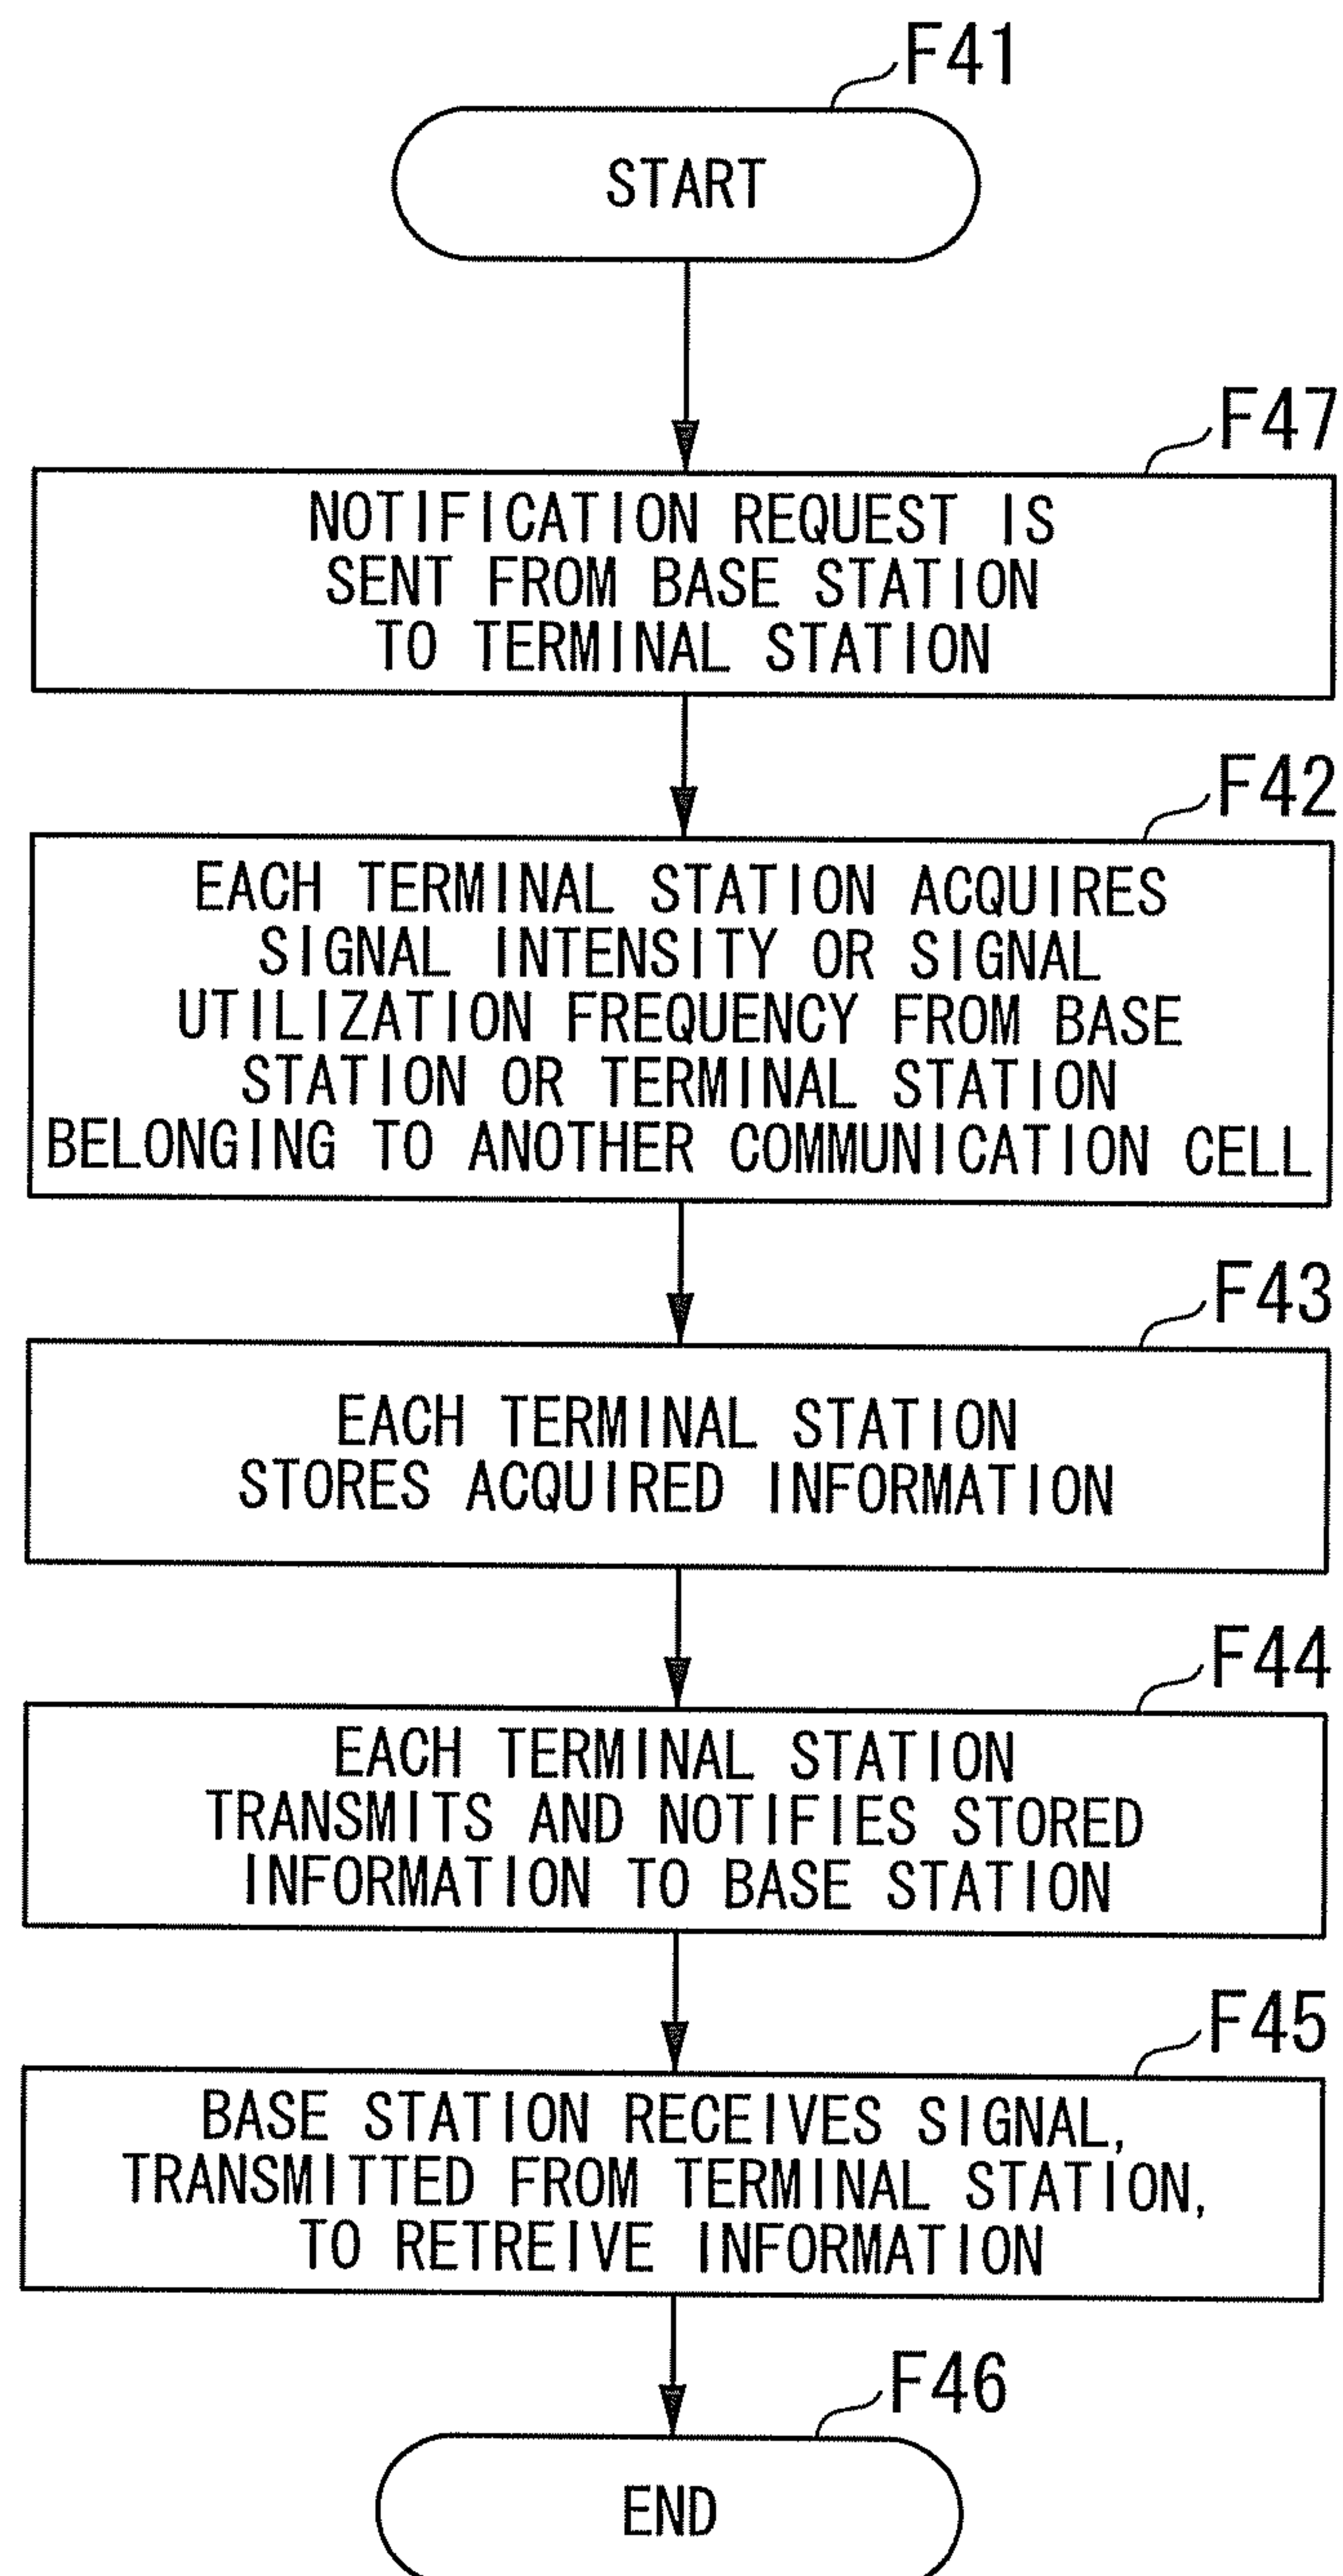 F41
START
F47
NOTIFICATION REQUEST IS
SENT FROM BASE STATION
TO TERMINAL STATION
F42
EACH TERMINAL STATION ACQUIRES
SIGNAL INTENSITY OR SIGNAL
UTILIZATION FREQUENCY FROM BASE
STATION OR TERMINAL STATION
BELONGING TO ANOTHER COMMUNICATION CELL
F43
EACH TERMINAL STATION
STORES ACQUIRED INFORMATION
F44
EACH TERMINAL STATION
TRANSMITS AND NOTIFIES STORED
INFORMATION TO BASE STATION
F45
BASE STATION RECEIVES SIGNAL,
TRANSMITTED FROM TERMINAL STATION,
TO RETREIVE INFORMATION
F46
END